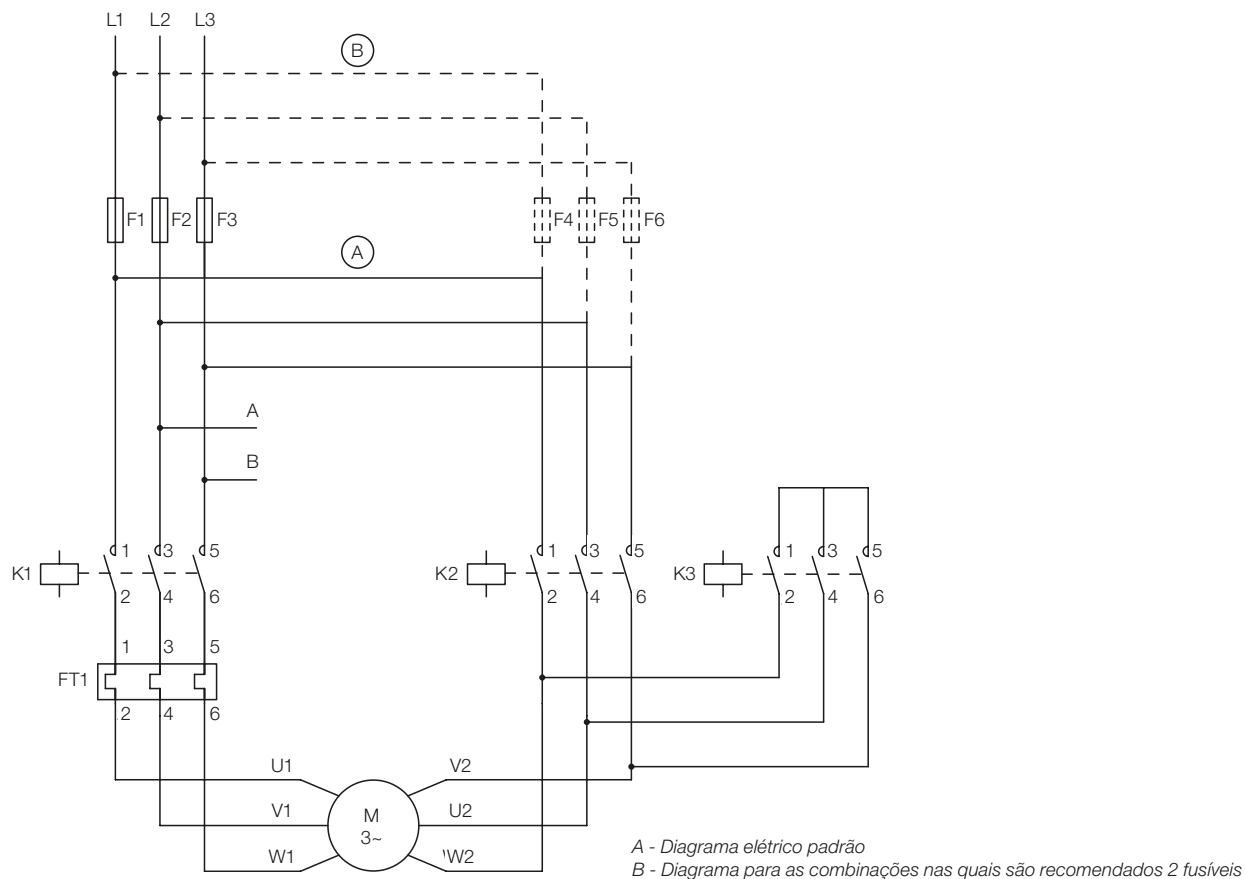 L1 L2 L3
B
F1 F2 F3 F4 F5 F6
A
A
B
1 3 5 1 3 5 1 3 5
K1 K2 K3
2 4 6 2 4 6 2 4 6
1 3 5
FT1
2 4 6
U1 V2
V1 M U2
3~
W1 W2
A - Diagrama elétrico padrão
B - Diagrama para as combinações nas quais são recomendados 2 fusíveis